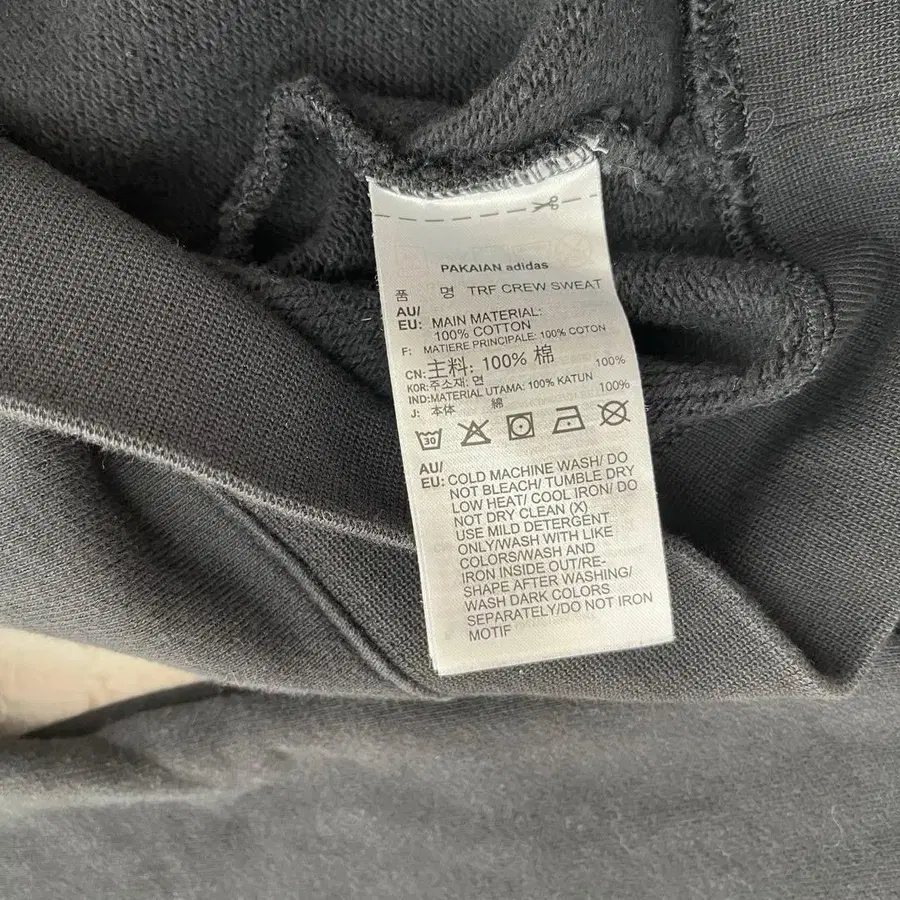 PAKAIAN adidas
품 명 TRF CREW SWEAT
AU/
EU: MAIN MATERIAL:
100% COTTON
F: MATIERE PRINCIPALE: 100% COTON
CN: 主料: 100% 棉
KOR: 주소재: 면 100%
IND: MATERIAL UTAMA: 100% KATUN
J: 本体 綿 100%
30
AU/
EU: COLD MACHINE WASH/ DO
NOT BLEACH/ TUMBLE DRY
LOW HEAT/ COOL IRON/ DO
NOT DRY CLEAN (X)
USE MILD DETERGENT
ONLY/WASH WITH LIKE
COLORS/WASH AND
IRON INSIDE OUT/RE-
SHAPE AFTER WASHING/
WASH DARK COLORS
SEPARATELY/DO NOT IRON
MOTIF